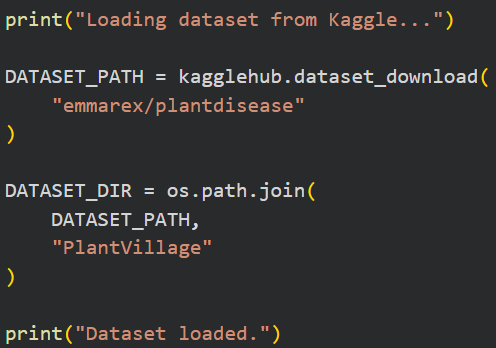 print("Loading dataset from Kaggle...")
DATASET_PATH = kagglehub.dataset_download(
"emmarex/plantdisease"
)
DATASET_DIR = os.path.join(
DATASET_PATH,
"PlantVillage"
)
print("Dataset loaded.")